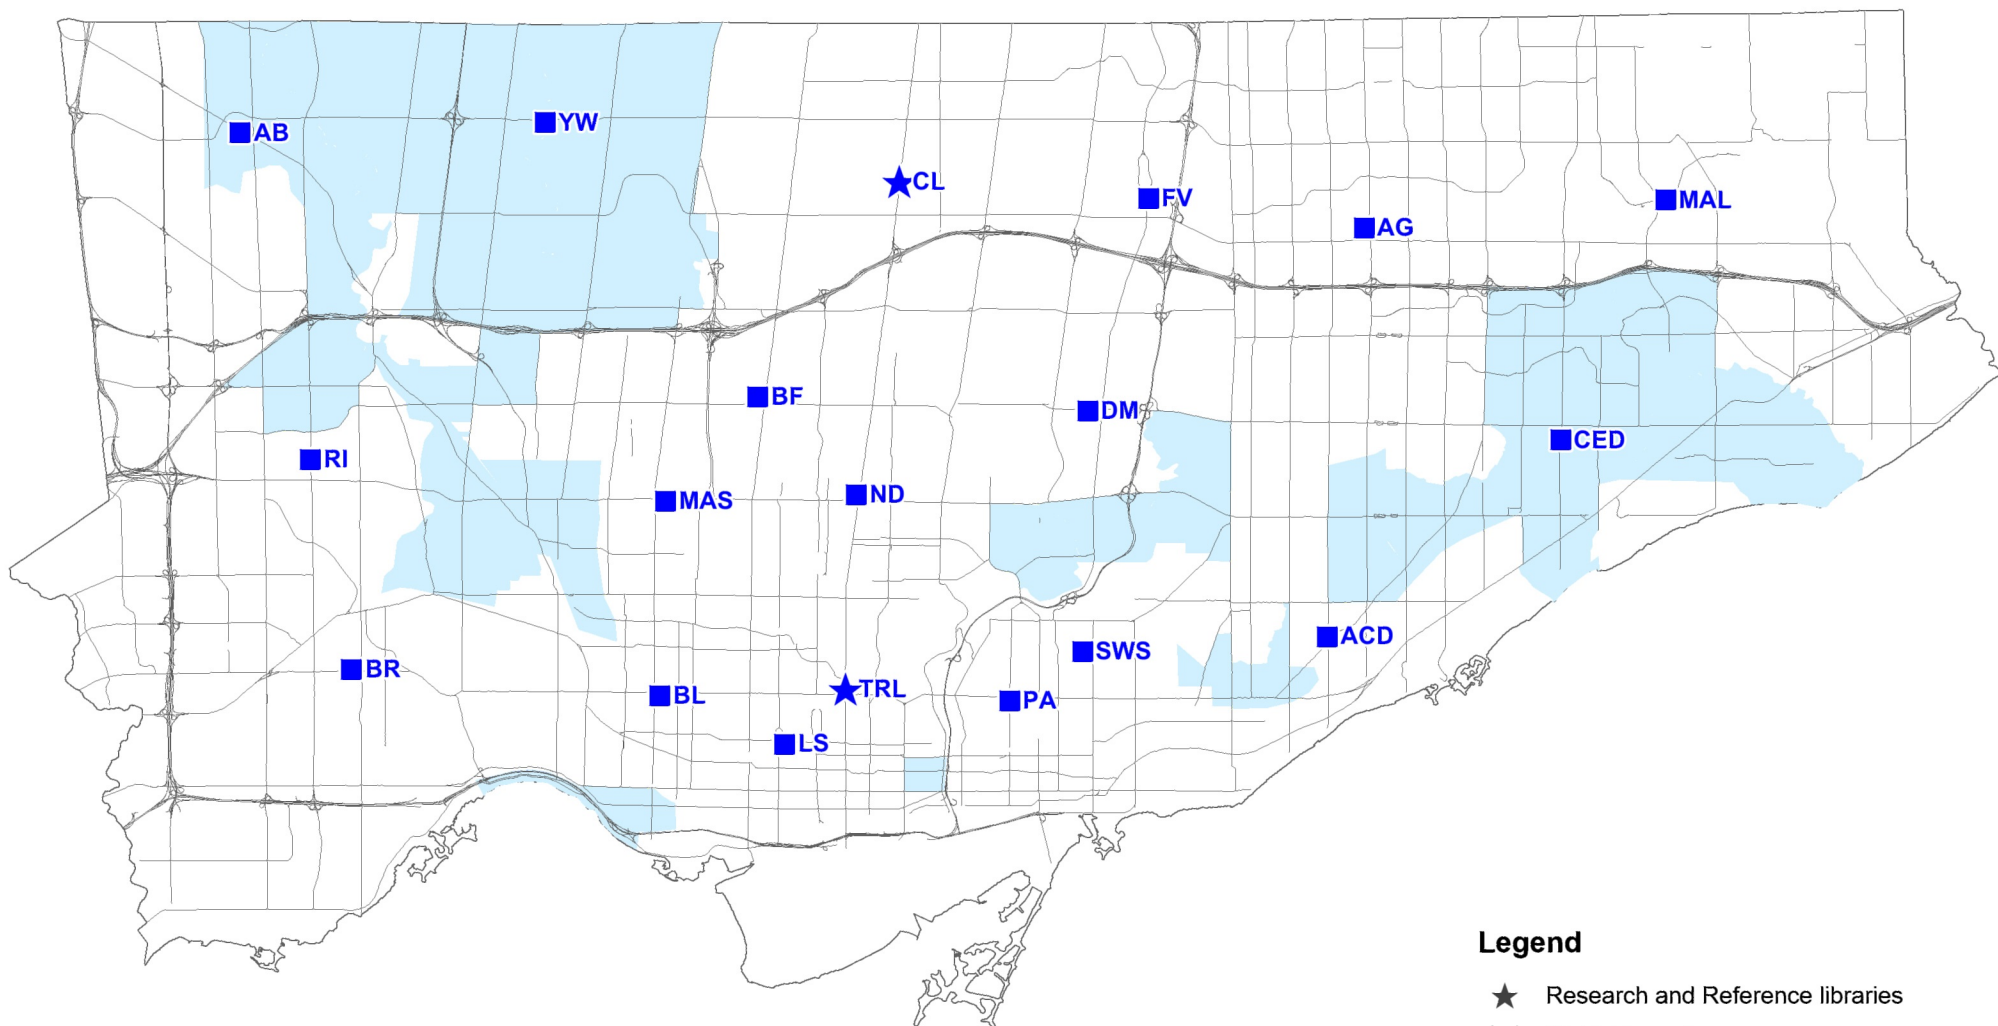 YW
AB
CL
FV
MAL
AG
BF
DM
CED
RI
ND
MAS
ACD
SWS
BR
TRL
BL
PA
LS
Legend
Research and Reference libraries